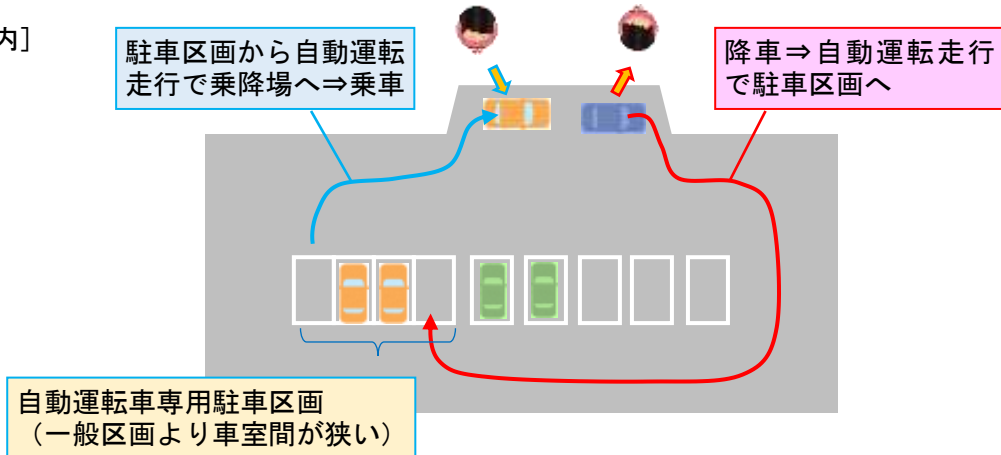 内］
駐車区画から自動運転
走行で乗降場へ⇒乗車
降車⇒自動運転走行
で駐車区画へ
自動運転車専用駐車区画
（一般区画より車室間が狭い）